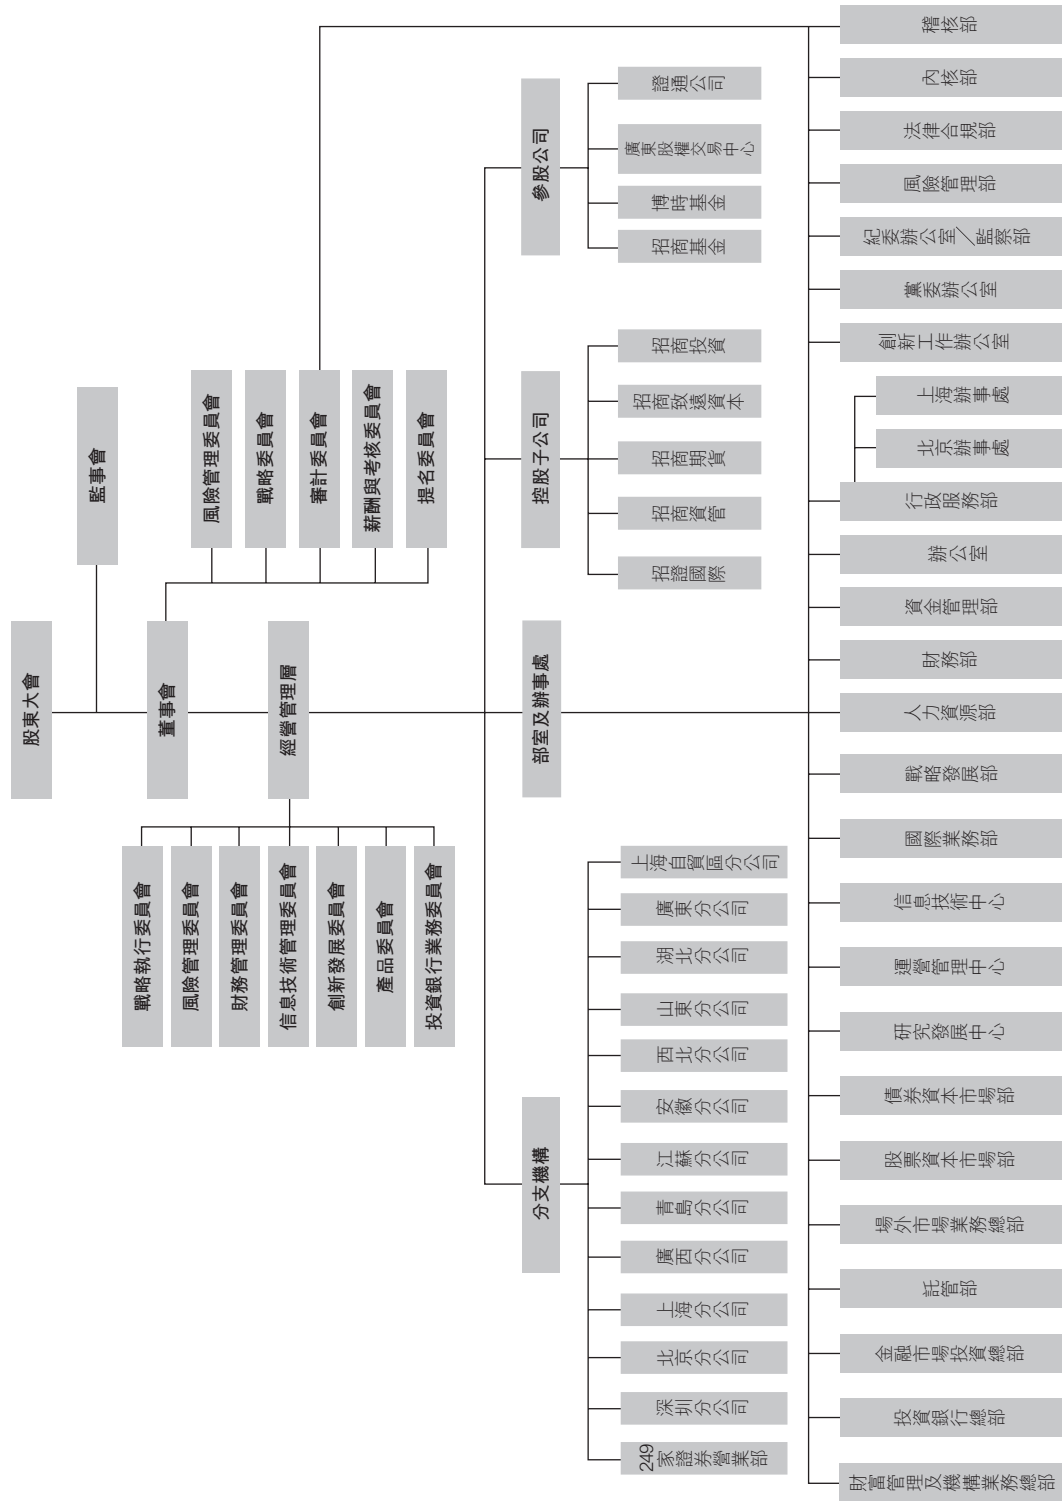 股東大會
監事會
董事會
風險管理委員會
戰略委員會
審計委員會
薪酬與考核委員會
提名委員會
經營管理層
戰略執行委員會
風險管理委員會
財務管理委員會
信息技術管理委員會
創新發展委員會
產品委員會
投資銀行業務委員會
分支機構
部室及辦事處
控股子公司
參股公司
249
家證券營業部
深圳分公司
北京分公司
上海分公司
廣西分公司
青島分公司
江蘇分公司
安徽分公司
西北分公司
山東分公司
湖北分公司
廣東分公司
上海自貿區分公司
招證國際
招商資管
招商期貨
招商致遠資本
招商投資
招商基金
博時基金
廣東股權交易中心
證通公司
財富管理及機構業務總部
投資銀行總部
金融市場投資總部
託管部
場外市場業務總部
股票資本市場部
債券資本市場部
研究發展中心
運營管理中心
信息技術中心
國際業務部
戰略發展部
人力資源部
財務部
資金管理部
辦公室
行政服務部
北京辦事處
上海辦事處
創新工作辦公室
黨委辦公室
紀委辦公室／監察部
風險管理部
法律合規部
內核部
稽核部